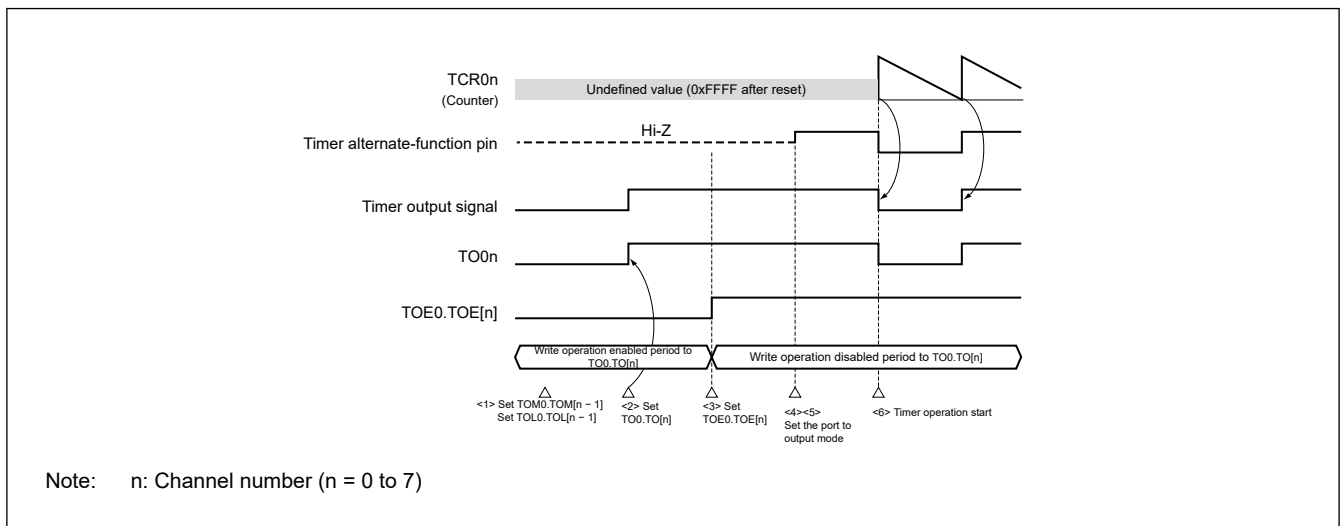 TCR0n
(Counter)
Undefined value (0xFFFF after reset)
Timer alternate-function pin
Hi-Z
Timer output signal
TO0n
TOE0.TOE[n]
Write operation enabled period to
TO0.TO[n]
Write operation disabled period to TO0.TO[n]
<1> Set TOM0.TOM[n − 1]
Set TOL0.TOL[n − 1]
<2> Set
TO0.TO[n]
<3> Set
TOE0.TOE[n]
<4><5>
Set the port to
output mode
<6> Timer operation start
Note: n: Channel number (n = 0 to 7)